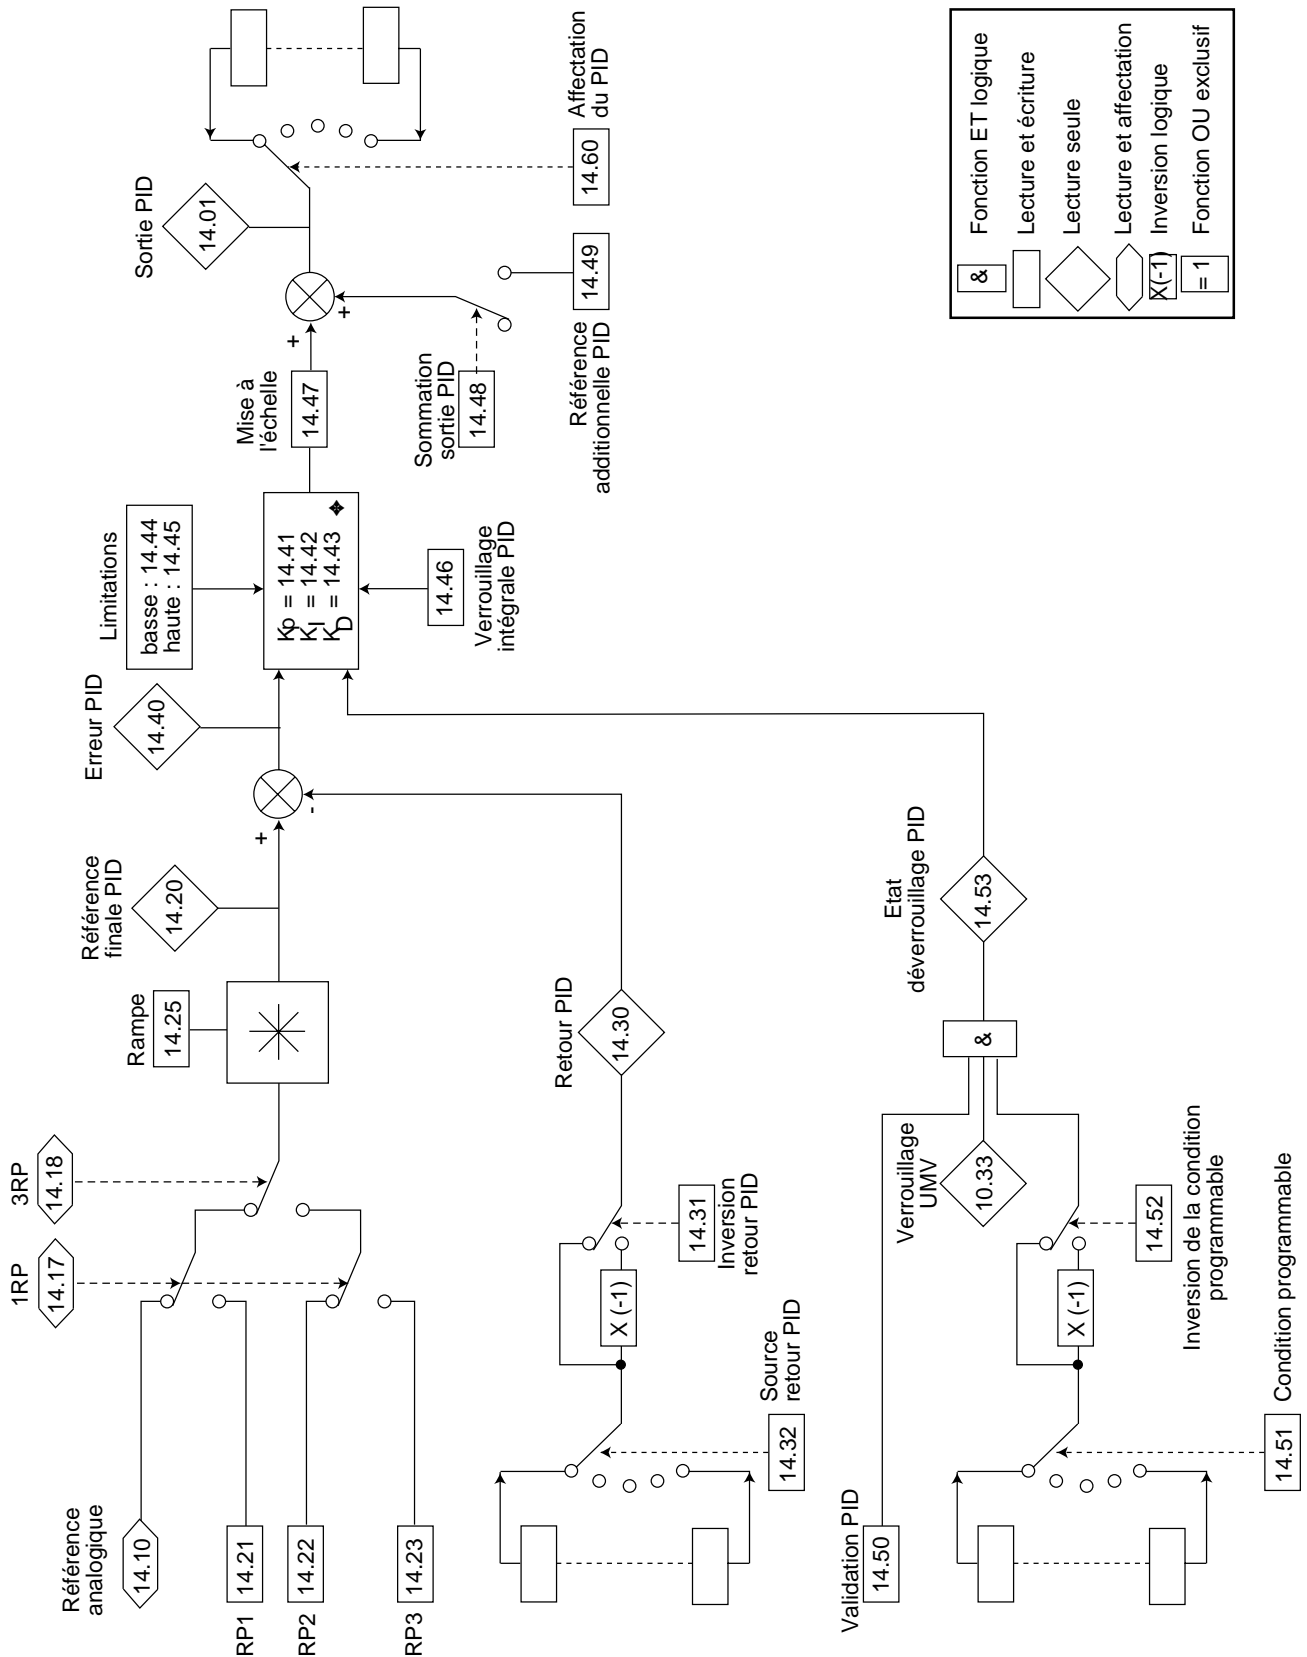 Référence
analogique
14.10
RP1
14.21
RP2
14.22
RP3
14.23
1RP
14.17
3RP
14.18
Rampe
14.25
Référence
finale PID
14.20
+
-
Erreur PID
14.40
Limitations
basse : 14.44
haute : 14.45
Kp = 14.41
KI = 14.42
KD = 14.43
14.46
Verrouillage
intégrale PID
Mise à
l'échelle
14.47
+
+
Sommation
sortie PID
14.48
14.49
Référence
additionnelle PID
Sortie PID
14.01
14.60
Affectation
du PID
14.32
Source
retour PID
X (-1)
14.31
Inversion
retour PID
Retour PID
14.30
Validation PID
14.50
Verrouillage
UMV
10.33
&
Etat
déverrouillage PID
14.53
14.51
Condition programmable
X (-1)
14.52
Inversion de la condition
programmable
& Fonction ET logique
Lecture et écriture
Lecture seule
Lecture et affectation
X(-1) Inversion logique
= 1 Fonction OU exclusif